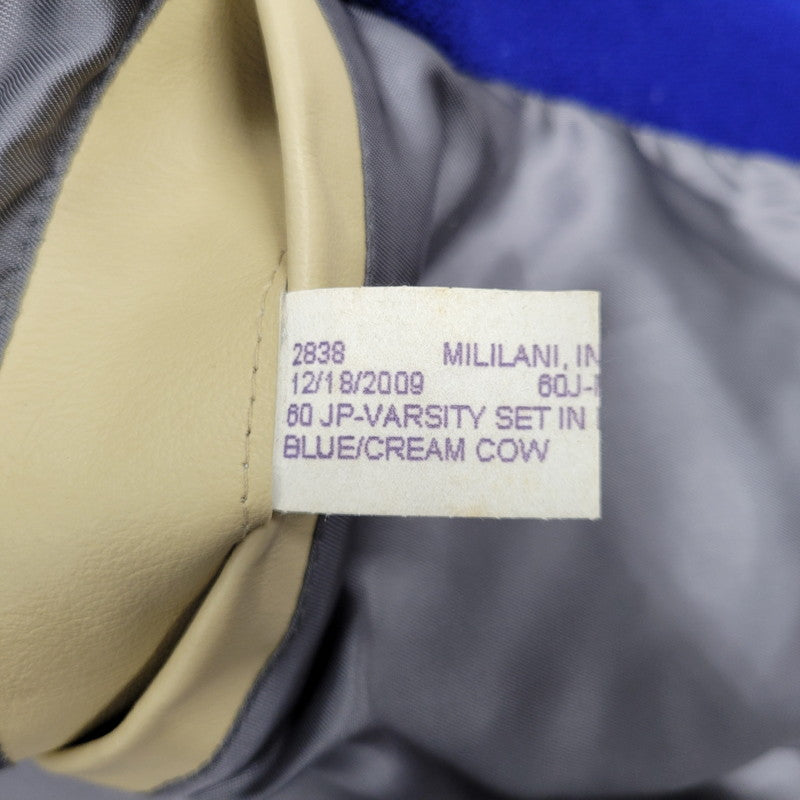 2838 MILILANI, IN
12/18/2009 60J-
60 JP-VARSITY SET IN
BLUE/CREAM COW